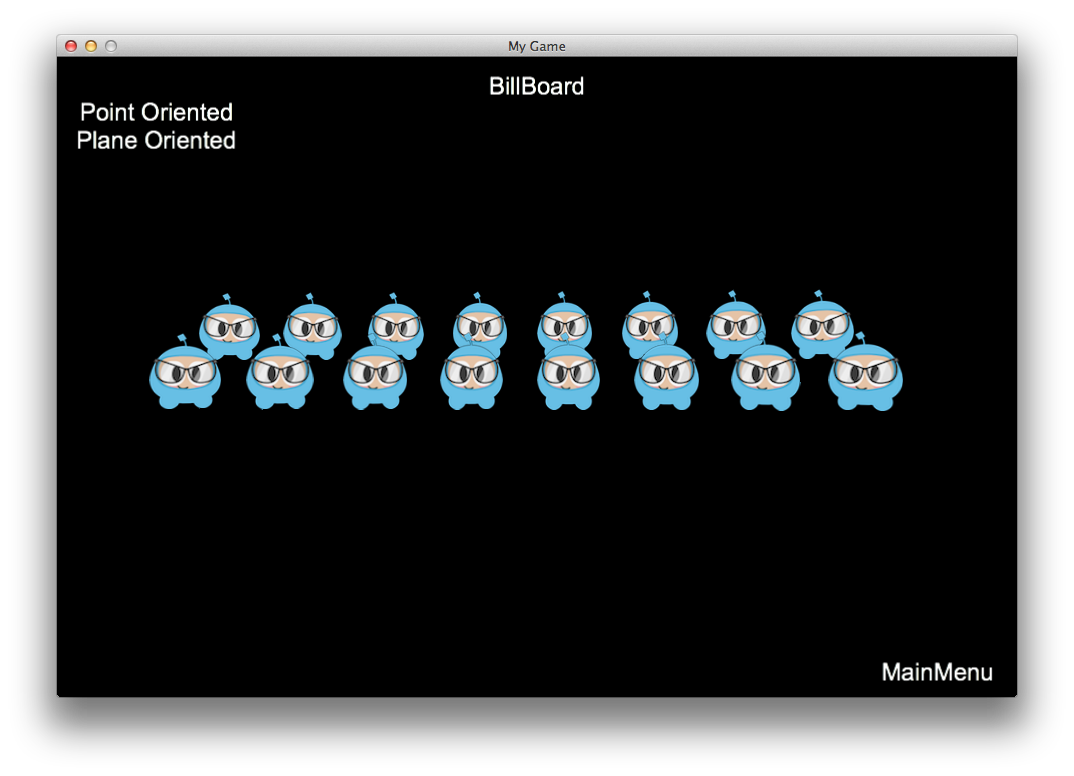 My Game
BillBoard
Point Oriented
Plane Oriented
MainMenu